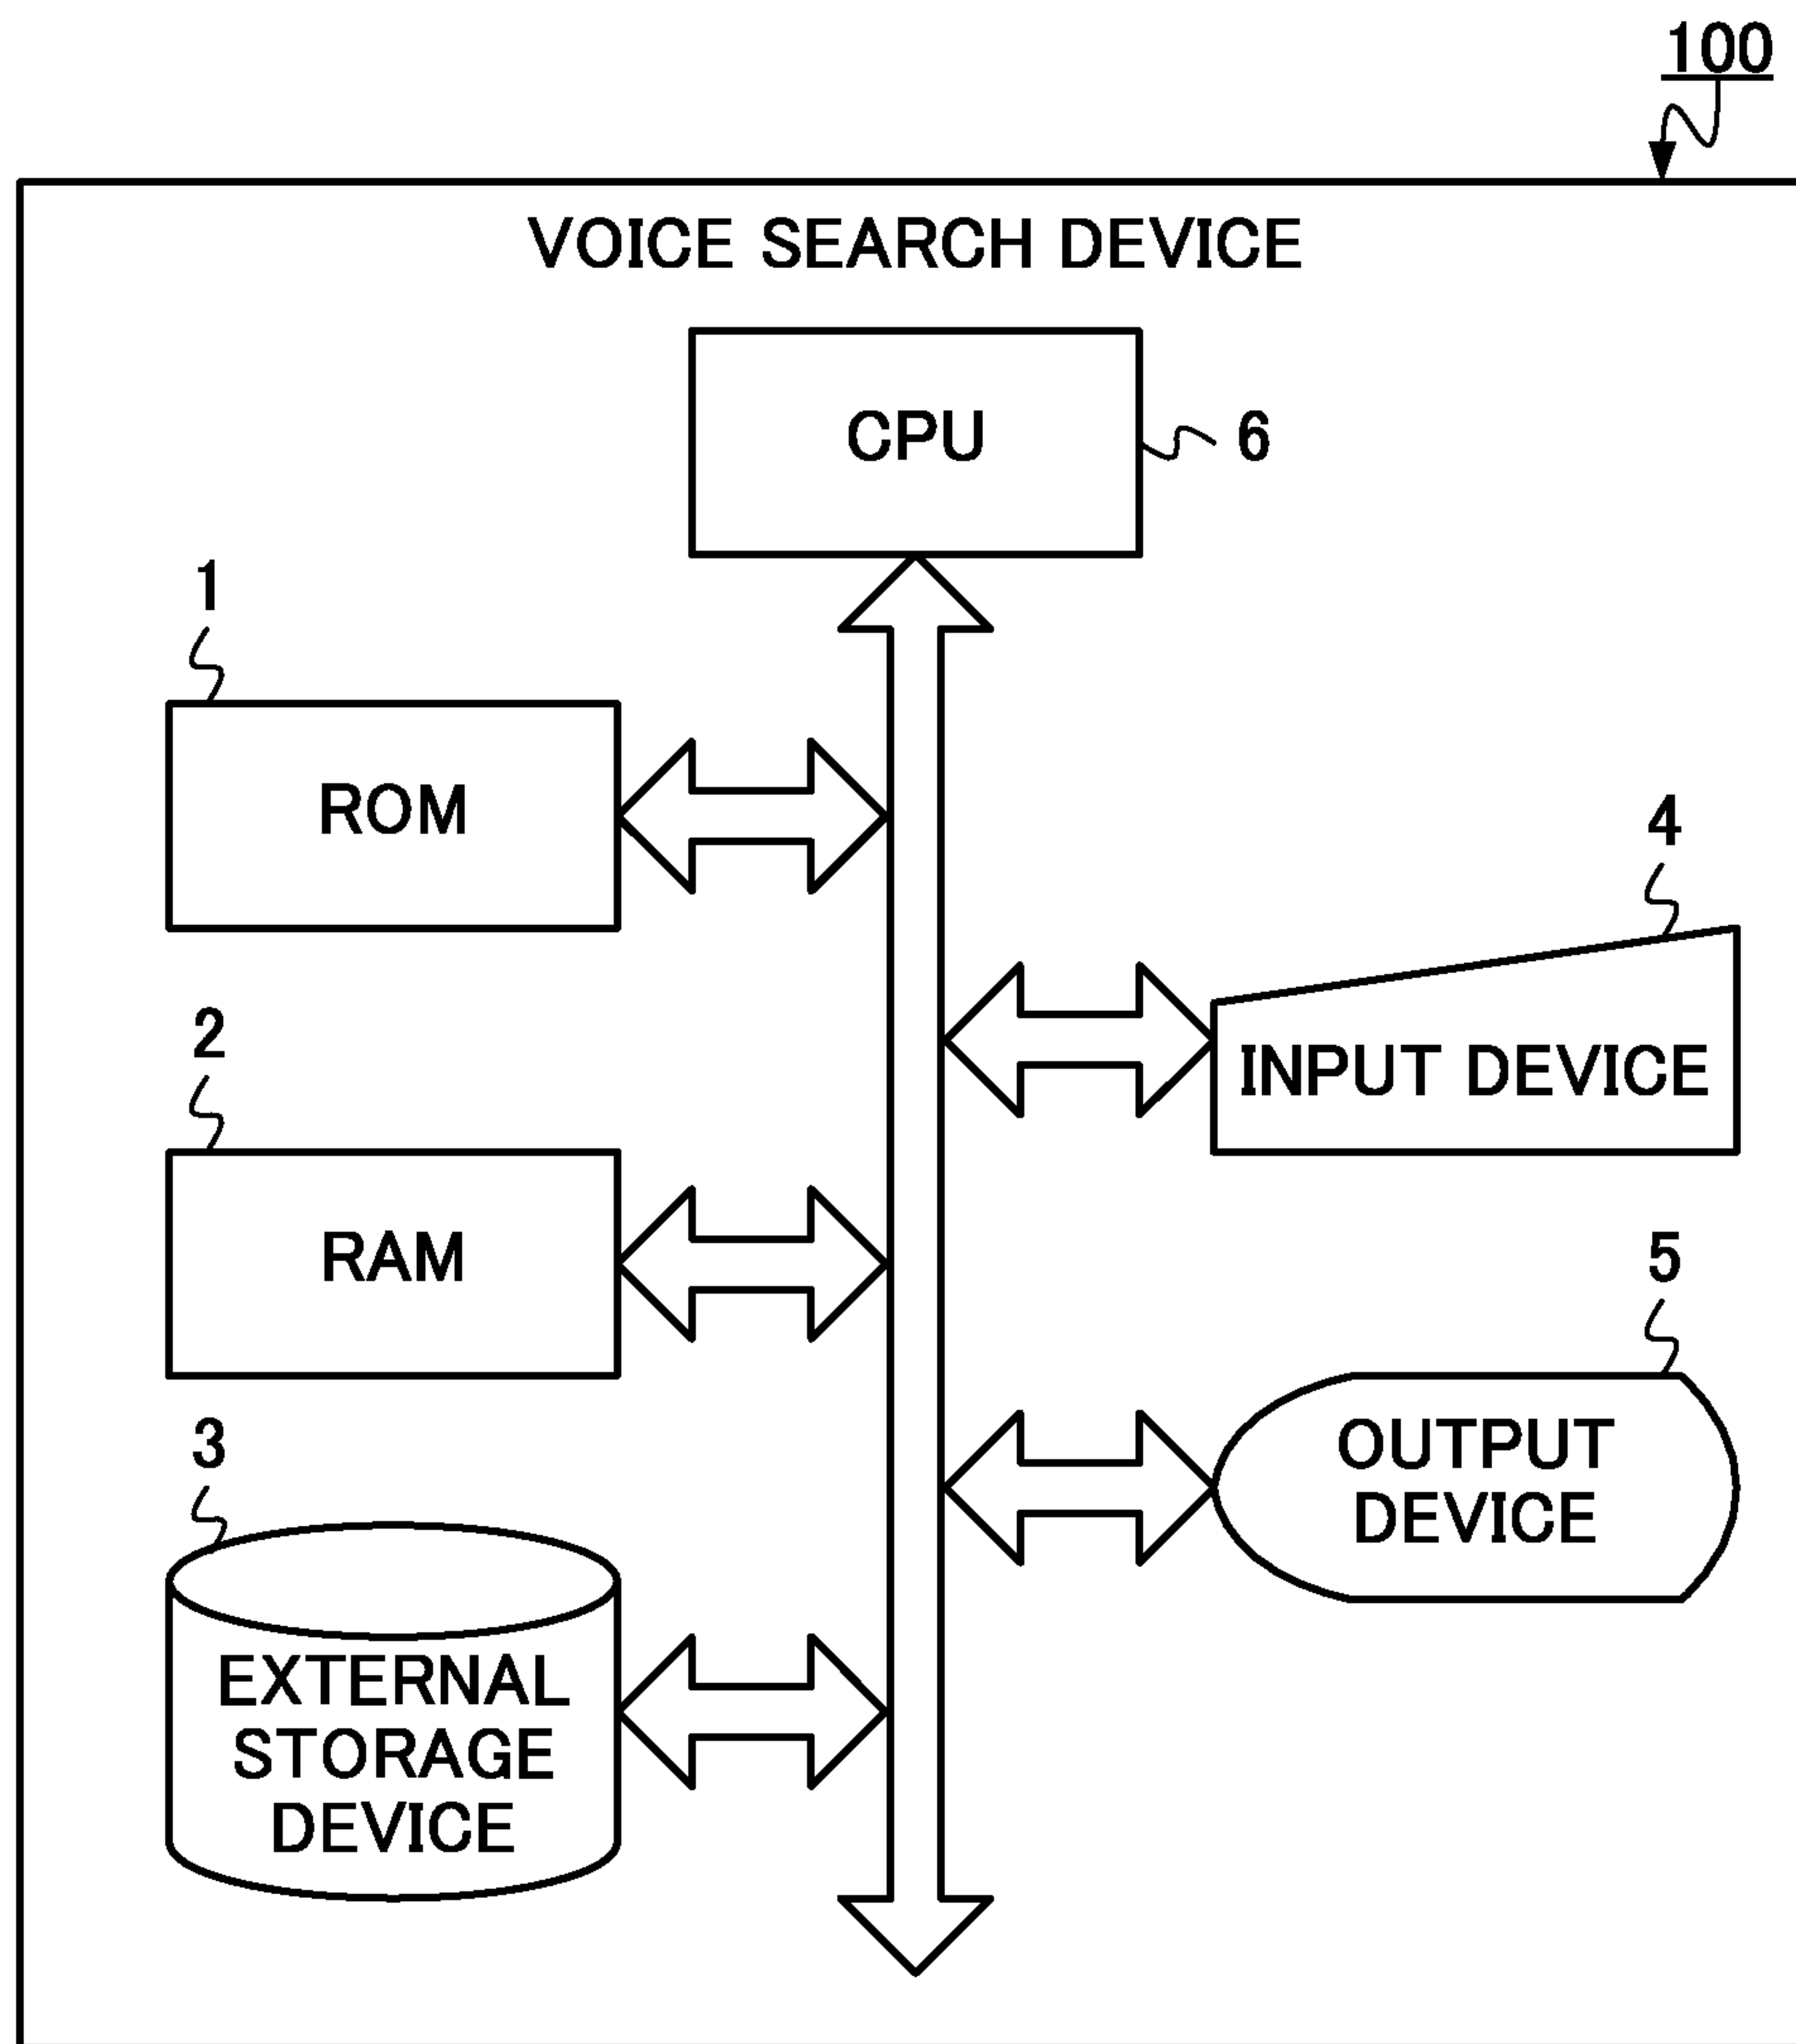 100
VOICE SEARCH DEVICE
CPU
6
1
ROM
4
INPUT DEVICE
2
RAM
5
OUTPUT
DEVICE
3
EXTERNAL
STORAGE
DEVICE